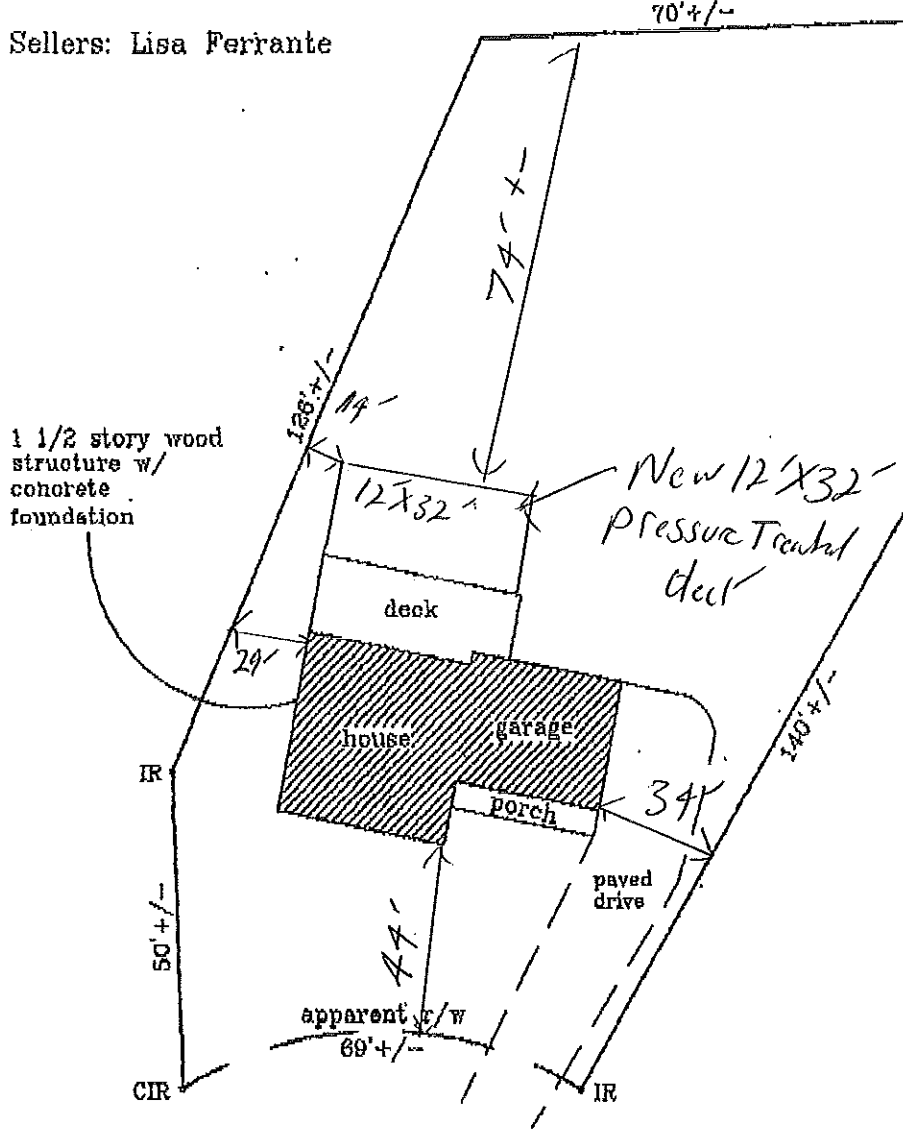 70'+/-
Sellers: Lisa Ferrante
74' +-
126'+/-
14'
1 1/2 story wood
structure w/
concrete
foundation
12'X32'
New 12'X32'
Pressure Treated
deck
deck
29'
140'+/-
house
garage
IR
porch
34'
paved
drive
50'+/-
44'
apparent r/w
69'+/-
CIR
IR